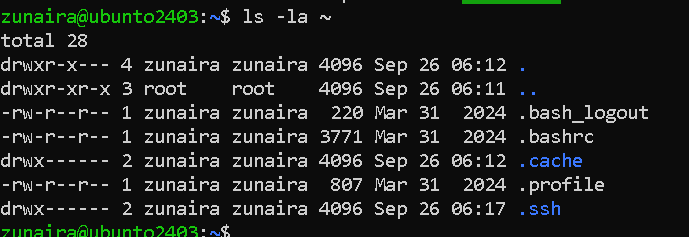 zunaira@ubunto2403:~$ ls -la ~
total 28
drwxr-x--- 4 zunaira zunaira 4096 Sep 26 06:12 .
drwxr-xr-x 3 root    root    4096 Sep 26 06:11 ..
-rw-r--r-- 1 zunaira zunaira  220 Mar 31  2024 .bash_logout
-rw-r--r-- 1 zunaira zunaira 3771 Mar 31  2024 .bashrc
drwx------ 2 zunaira zunaira 4096 Sep 26 06:12 .cache
-rw-r--r-- 1 zunaira zunaira  807 Mar 31  2024 .profile
drwx------ 2 zunaira zunaira 4096 Sep 26 06:17 .ssh
zunaira@ubunto2403:~$